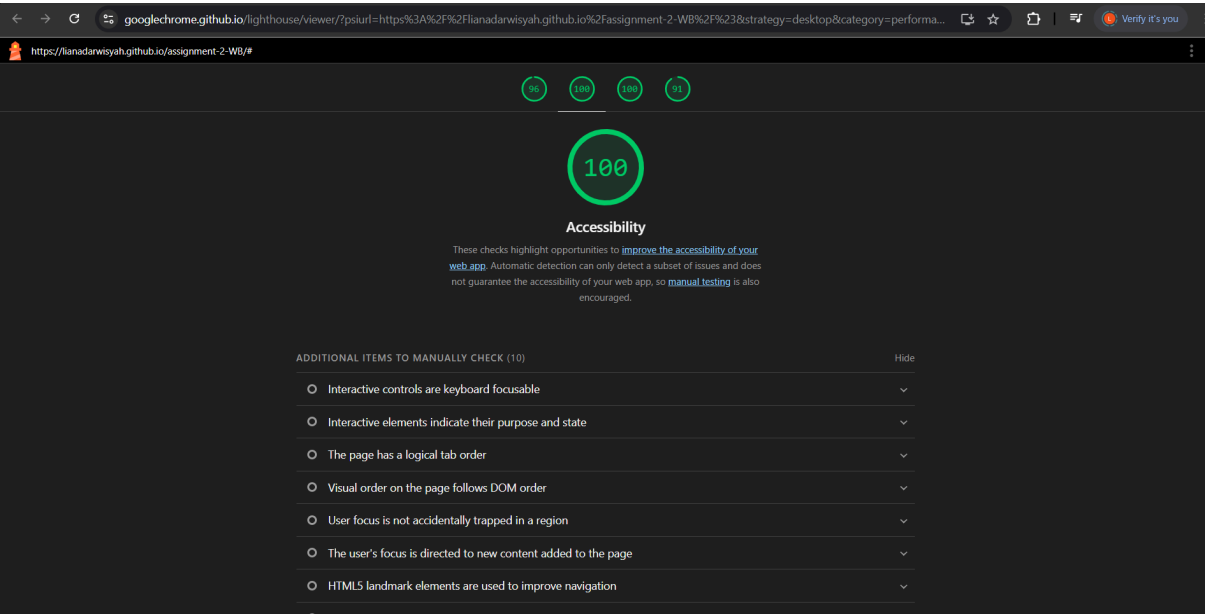 googlechrome.github.io/lighthouse/viewer/?psiurl=https%3A%2F%2Flianadarwisyah.github.io%2Fassignment-2-WB%2F%23&strategy=desktop&category=performa...
L
Verify it's you
https://lianadarwisyah.github.io/assignment-2-WB/#
96
100
100
91
100
Accessibility
These checks highlight opportunities to improve the accessibility of your
web app. Automatic detection can only detect a subset of issues and does
not guarantee the accessibility of your web app, so manual testing is also
encouraged.
ADDITIONAL ITEMS TO MANUALLY CHECK (10)
Hide
Interactive controls are keyboard focusable
Interactive elements indicate their purpose and state
The page has a logical tab order
Visual order on the page follows DOM order
User focus is not accidentally trapped in a region
The user's focus is directed to new content added to the page
HTML5 landmark elements are used to improve navigation